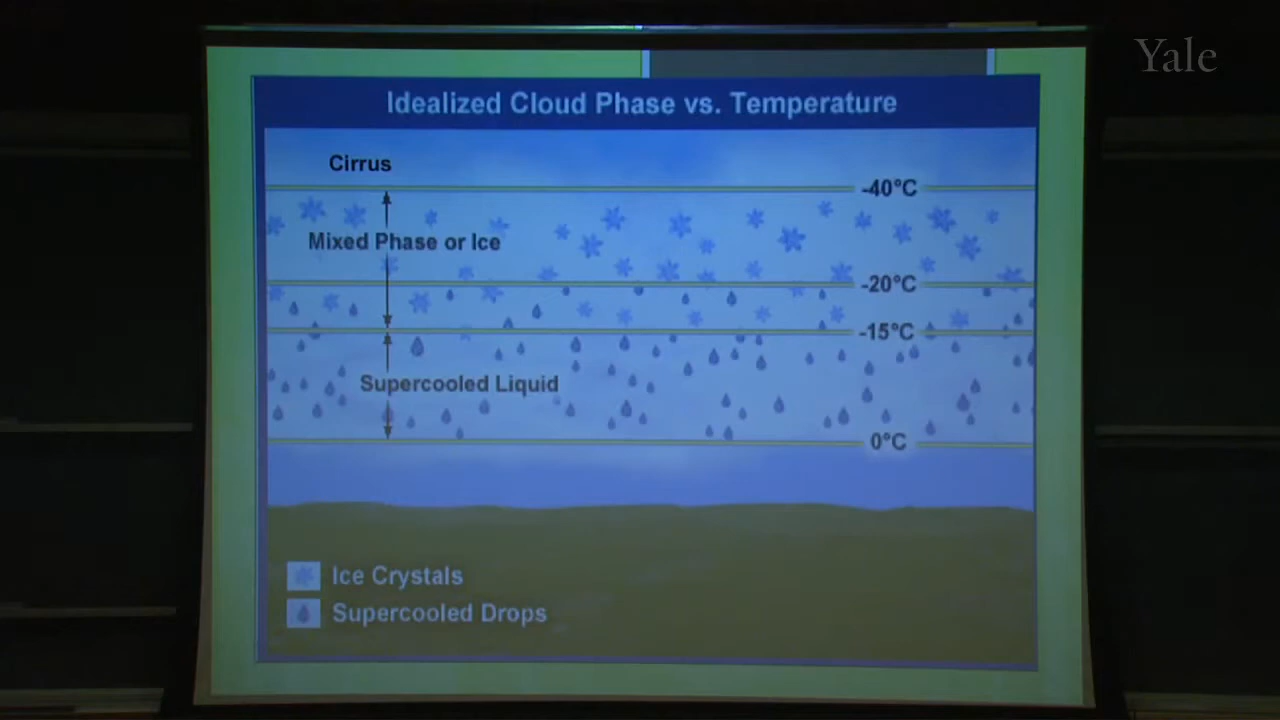 Yale
Idealized Cloud Phase vs. Temperature
Cirrus
-40°C
Mixed Phase or Ice
-20°C
-15°C
Supercooled Liquid
0°C
Ice Crystals
Supercooled Drops